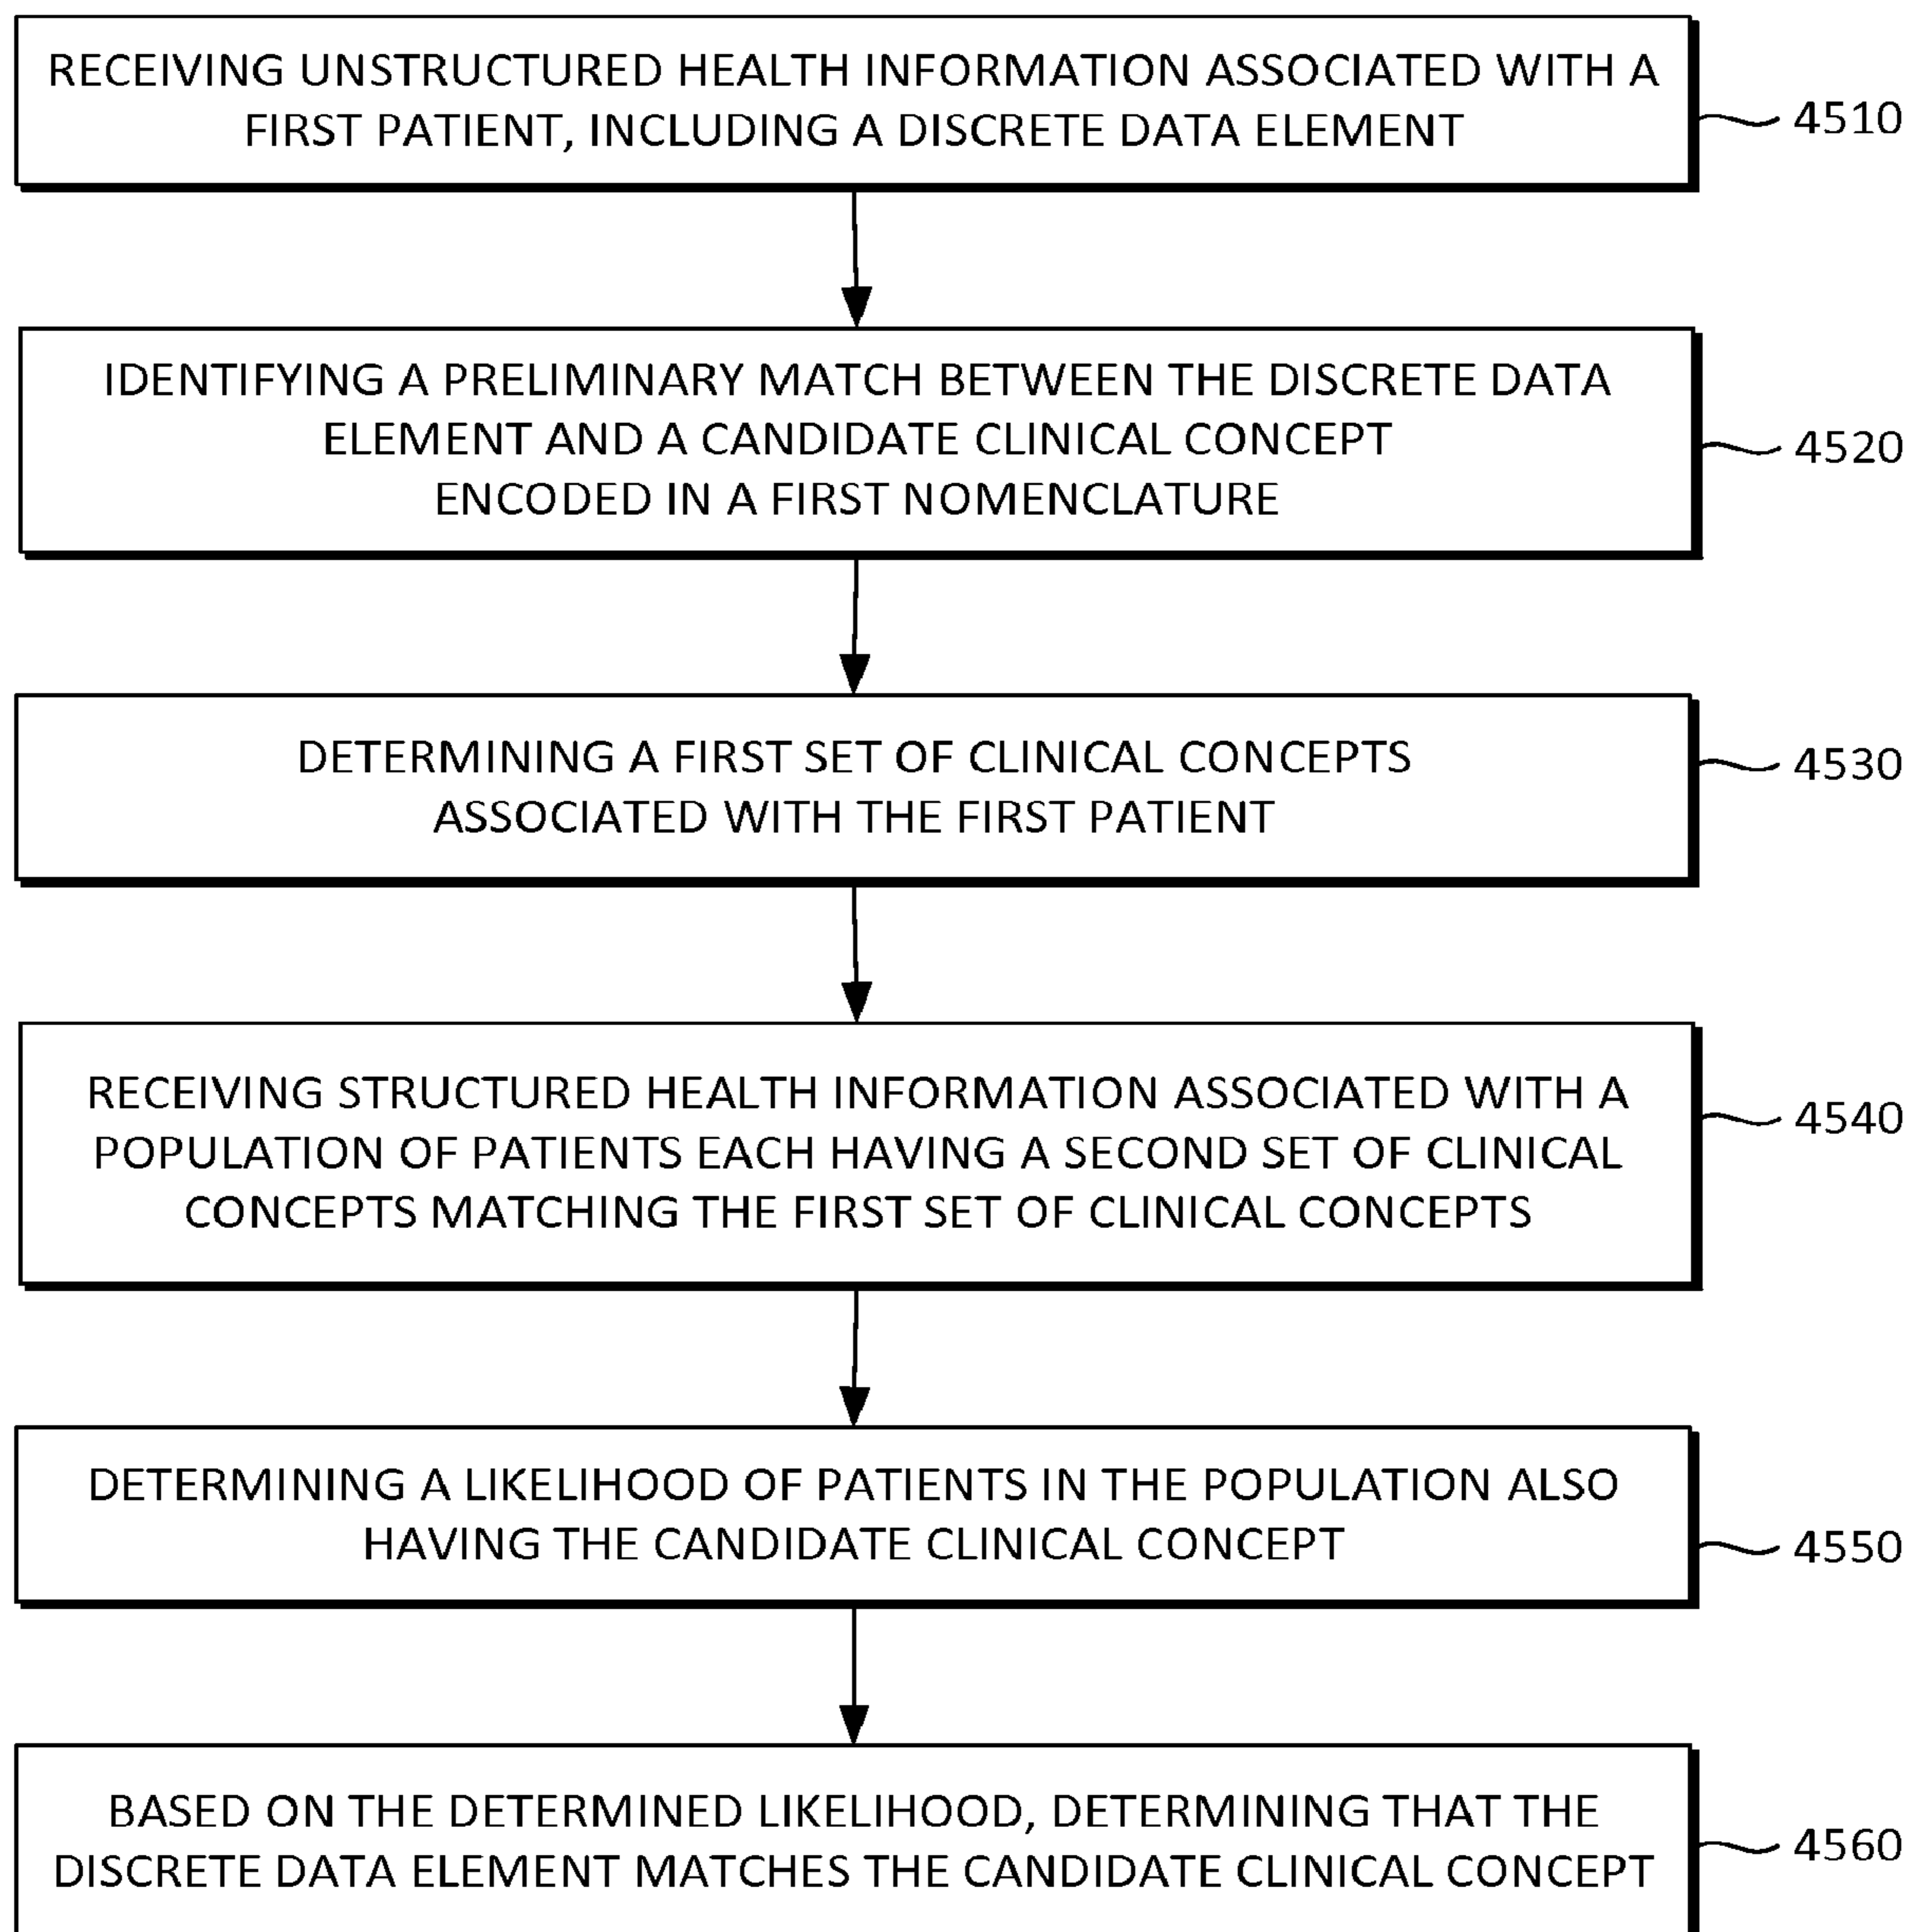 RECEIVING UNSTRUCTURED HEALTH INFORMATION ASSOCIATED WITH A
FIRST PATIENT, INCLUDING A DISCRETE DATA ELEMENT
4510
IDENTIFYING A PRELIMINARY MATCH BETWEEN THE DISCRETE DATA
ELEMENT AND A CANDIDATE CLINICAL CONCEPT
ENCODED IN A FIRST NOMENCLATURE
4520
DETERMINING A FIRST SET OF CLINICAL CONCEPTS
ASSOCIATED WITH THE FIRST PATIENT
4530
RECEIVING STRUCTURED HEALTH INFORMATION ASSOCIATED WITH A
POPULATION OF PATIENTS EACH HAVING A SECOND SET OF CLINICAL
CONCEPTS MATCHING THE FIRST SET OF CLINICAL CONCEPTS
4540
DETERMINING A LIKELIHOOD OF PATIENTS IN THE POPULATION ALSO
HAVING THE CANDIDATE CLINICAL CONCEPT
4550
BASED ON THE DETERMINED LIKELIHOOD, DETERMINING THAT THE
DISCRETE DATA ELEMENT MATCHES THE CANDIDATE CLINICAL CONCEPT
4560